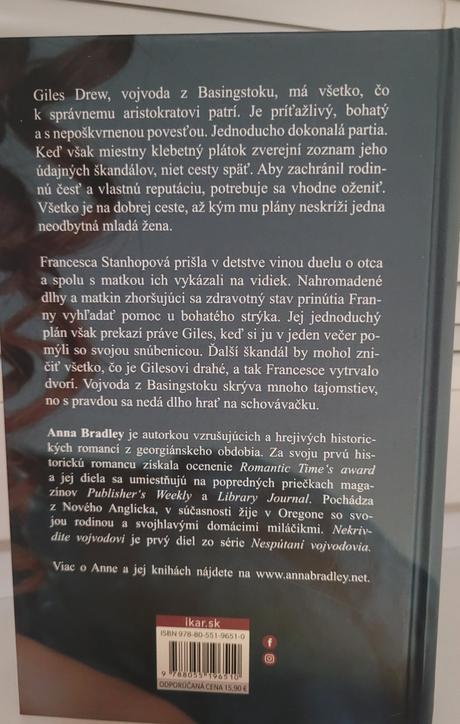 Giles Drew, vojvoda z Basingstoku, má všetko, čo
k správnemu aristokratovi patrí. Je príťažlivý, bohatý
a s nepoškvrnenou povesťou. Jednoducho dokonalá partia.
Keď však miestny klebetný plátok zverejní zoznam jeho
údajných škandálov, niet cesty späť. Aby zachránil rodin-
nú česť a vlastnú reputáciu, potrebuje sa vhodne oženiť.
Všetko je na dobrej ceste, až kým mu plány neskríži jedna
neodbytná mladá žena.
Francesca Stanhopová prišla v detstve vinou duelu o otca
a spolu s matkou ich vykázali na vidiek. Nahromadené
dlhy a matkin zhoršujúci sa zdravotný stav prinútia Fran-
ny vyhľadať pomoc u bohatého strýka. Jej jednoduchý
plán však prekazí práve Giles, keď si ju v jeden večer po-
mýli so svojou snúbenicou. Ďalší škandál by mohol zni-
čiť všetko, čo je Gilesovi drahé, a tak Francesce vytrvalo
dvorí. Vojvoda z Basingstoku skrýva mnoho tajomstiev,
no s pravdou sa nedá dlho hrať na schovávačku.
Anna Bradley je autorkou vzrušujúcich a hrejivých historic-
kých romancí z georgiánskeho obdobia. Za svoju prvú his-
torickú romancu získala ocenenie Romantic Time's award
a jej diela sa umiestňujú na popredných priečkach maga-
zínov Publisher's Weekly a Library Journal. Pochádza
z Nového Anglicka, v súčasnosti žije v Oregone so svo-
jou rodinou a svojhlavými domácimi miláčikmi. Nekriv-
dite vojvodovi je prvý diel zo série Nespútaní vojvodovia.
Viac o Anne a jej knihách nájdete na www.annabradley.net.
ikar.sk
ISBN 978-80-551-9651-0
9 788055 196510
ODPORÚČANÁ CENA 15,90 €